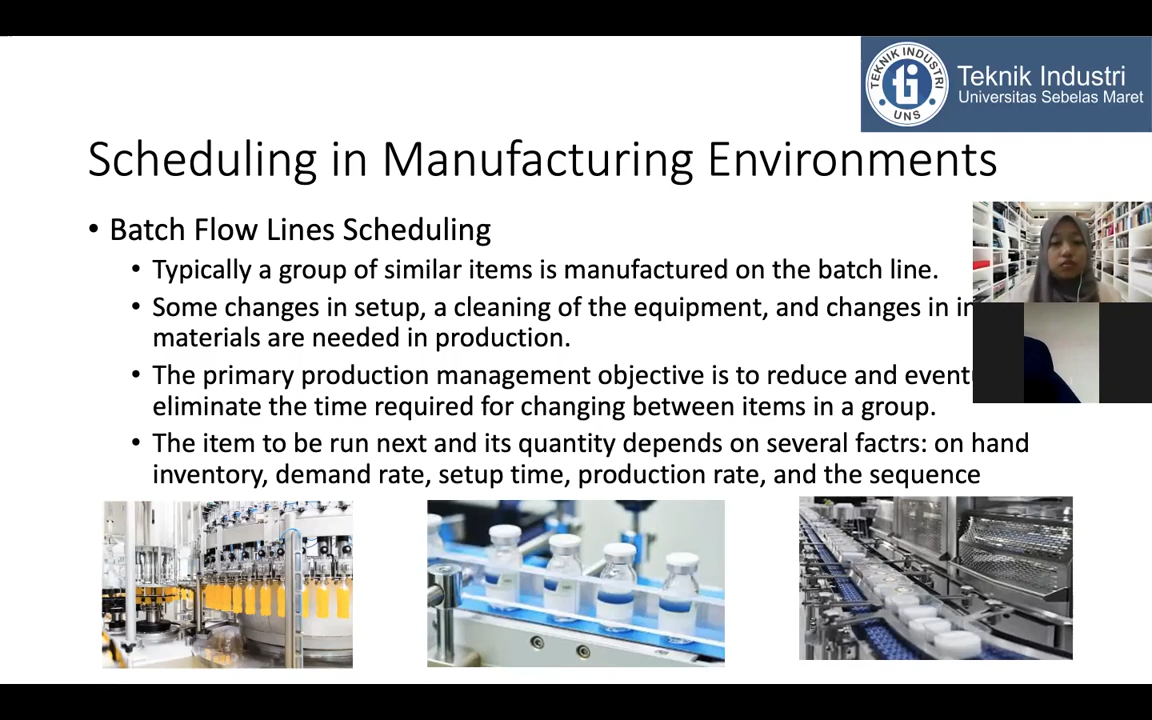 TEKNIK INDUSTRI
ti
UNS
Teknik Industri
Universitas Sebelas Maret
Scheduling in Manufacturing Environments
• Batch Flow Lines Scheduling
• Typically a group of similar items is manufactured on the batch line.
• Some changes in setup, a cleaning of the equipment, and changes in
materials are needed in production.
• The primary production management objective is to reduce and
eliminate the time required for changing between items in a group.
• The item to be run next and its quantity depends on several factrs: on hand
inventory, demand rate, setup time, production rate, and the sequence